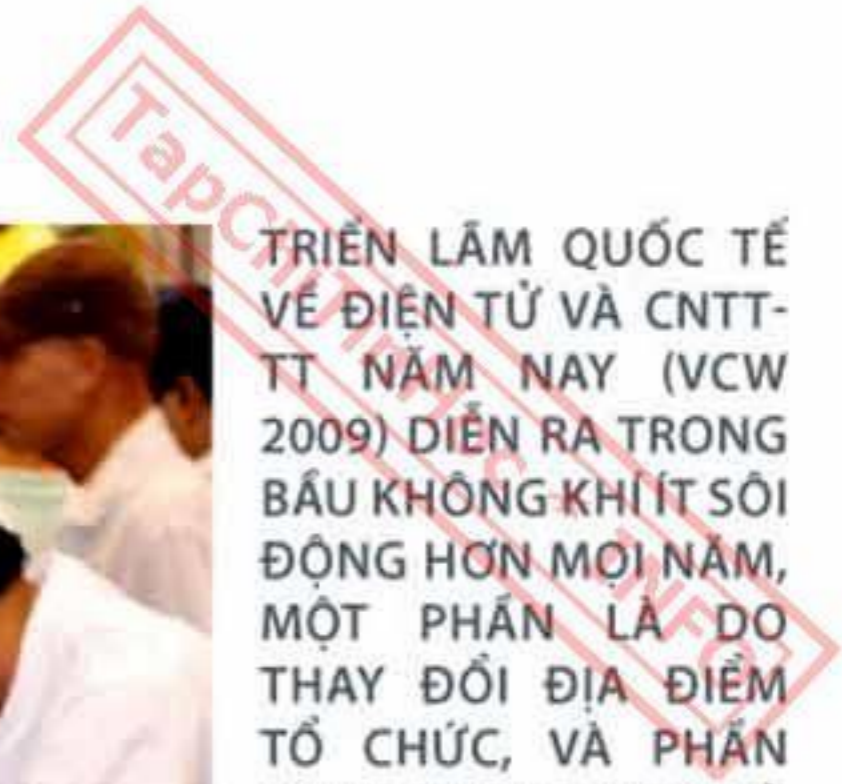 TRIỂN LÃM QUỐC TẾ
VỀ ĐIỆN TỬ VÀ CNTT-
TT NĂM NAY (VCW
2009) DIỄN RA TRONG
BẦU KHÔNG KHÍ ÍT SÔI
ĐỘNG HƠN MỌI NĂM,
MỘT PHẦN LÀ DO
THAY ĐỔI ĐỊA ĐIỂM
TỔ CHỨC, VÀ PHẦN